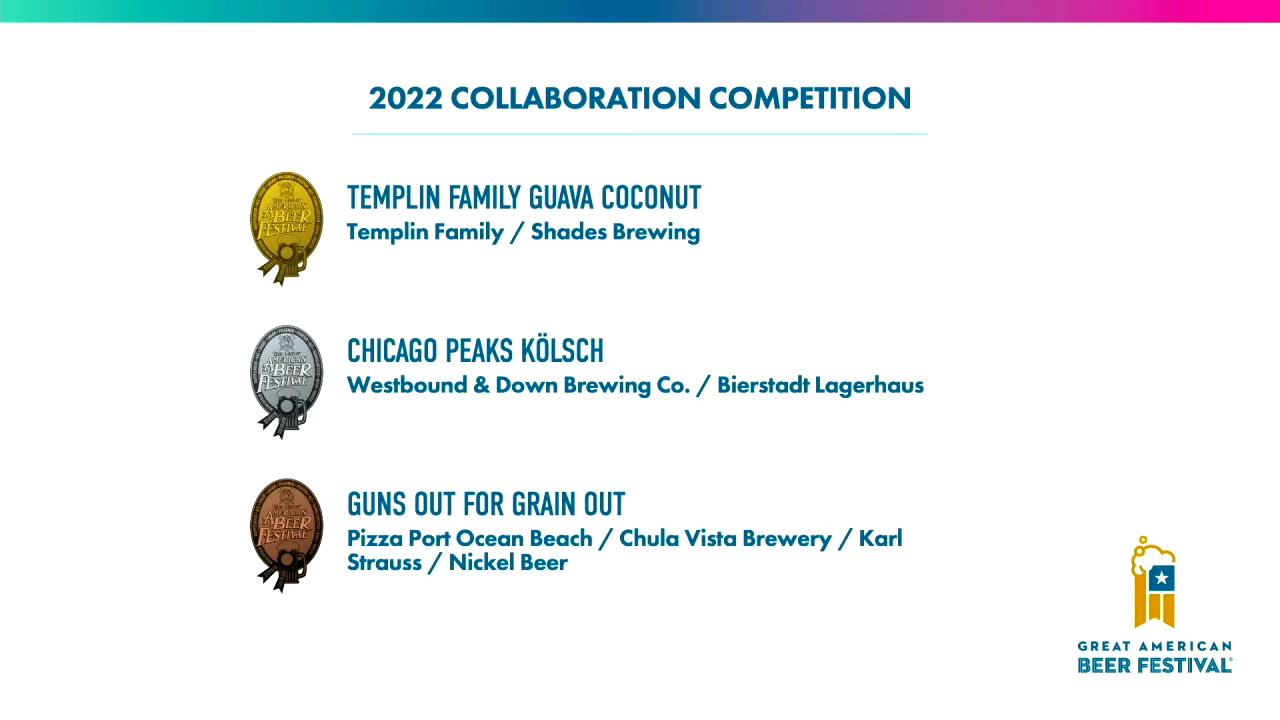 2022 COLLABORATION COMPETITION
TEMPLIN FAMILY GUAVA COCONUT
Templin Family / Shades Brewing
CHICAGO PEAKS KÖLSCH
Westbound & Down Brewing Co. / Bierstadt Lagerhaus
GUNS OUT FOR GRAIN OUT
Pizza Port Ocean Beach / Chula Vista Brewery / Karl
Strauss / Nickel Beer
GREAT AMERICAN
BEER FESTIVAL